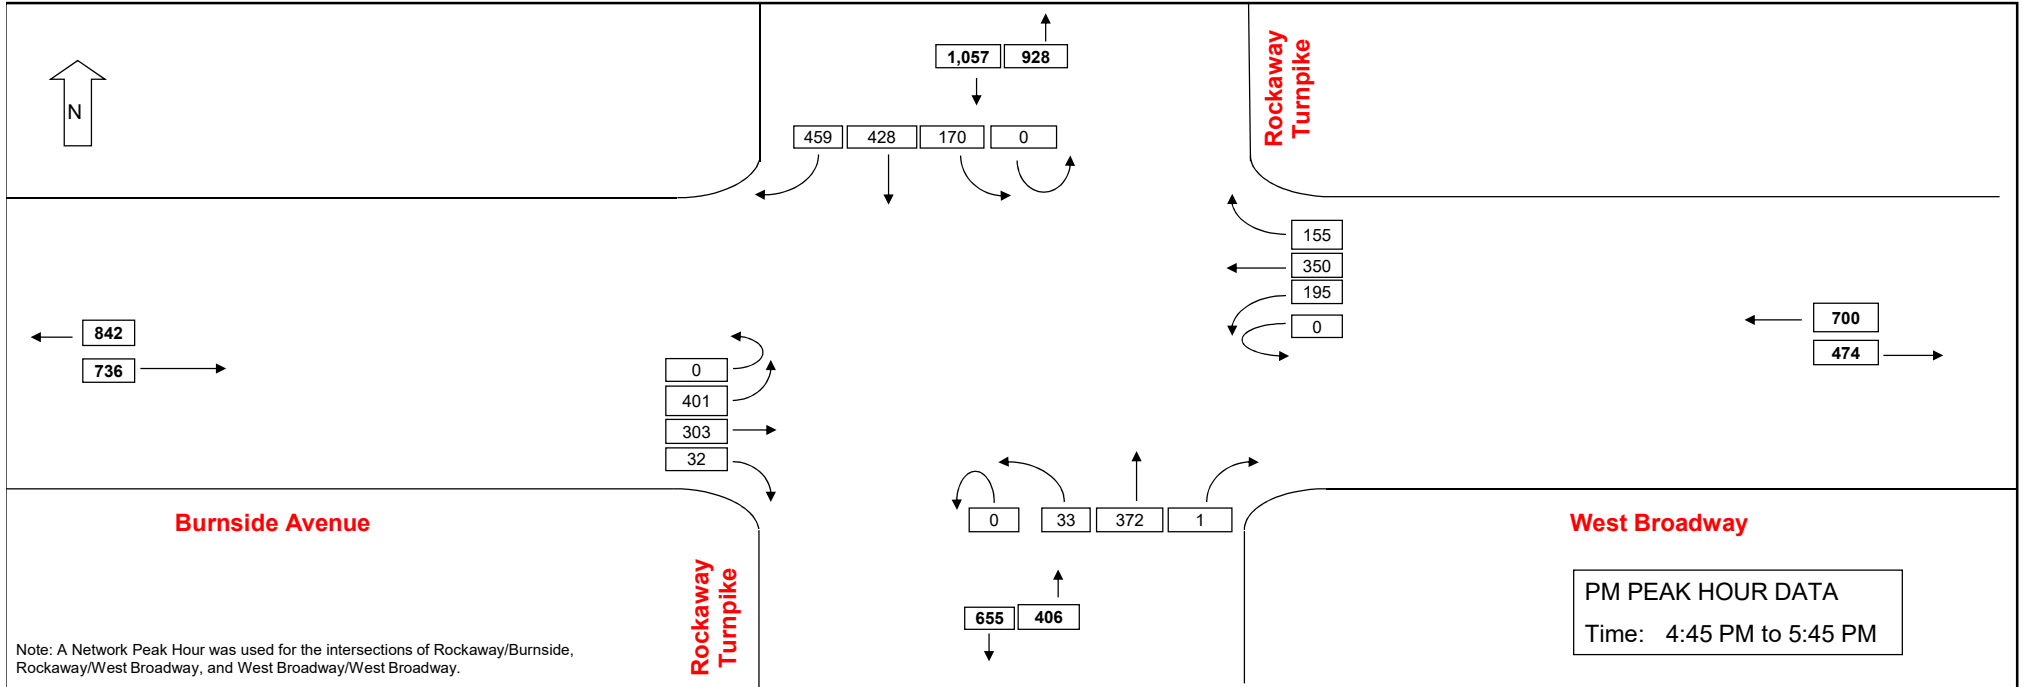 1,057 928
Rockaway
Turnpike
N
459 428 170 0
155
350
195
0
842
736
700
474
0
401
303
32
0 33 372 1
Burnside Avenue
West Broadway
Rockaway
Turnpike
655 406
PM PEAK HOUR DATA
Time: 4:45 PM to 5:45 PM
Note: A Network Peak Hour was used for the intersections of Rockaway/Burnside,
Rockaway/West Broadway, and West Broadway/West Broadway.